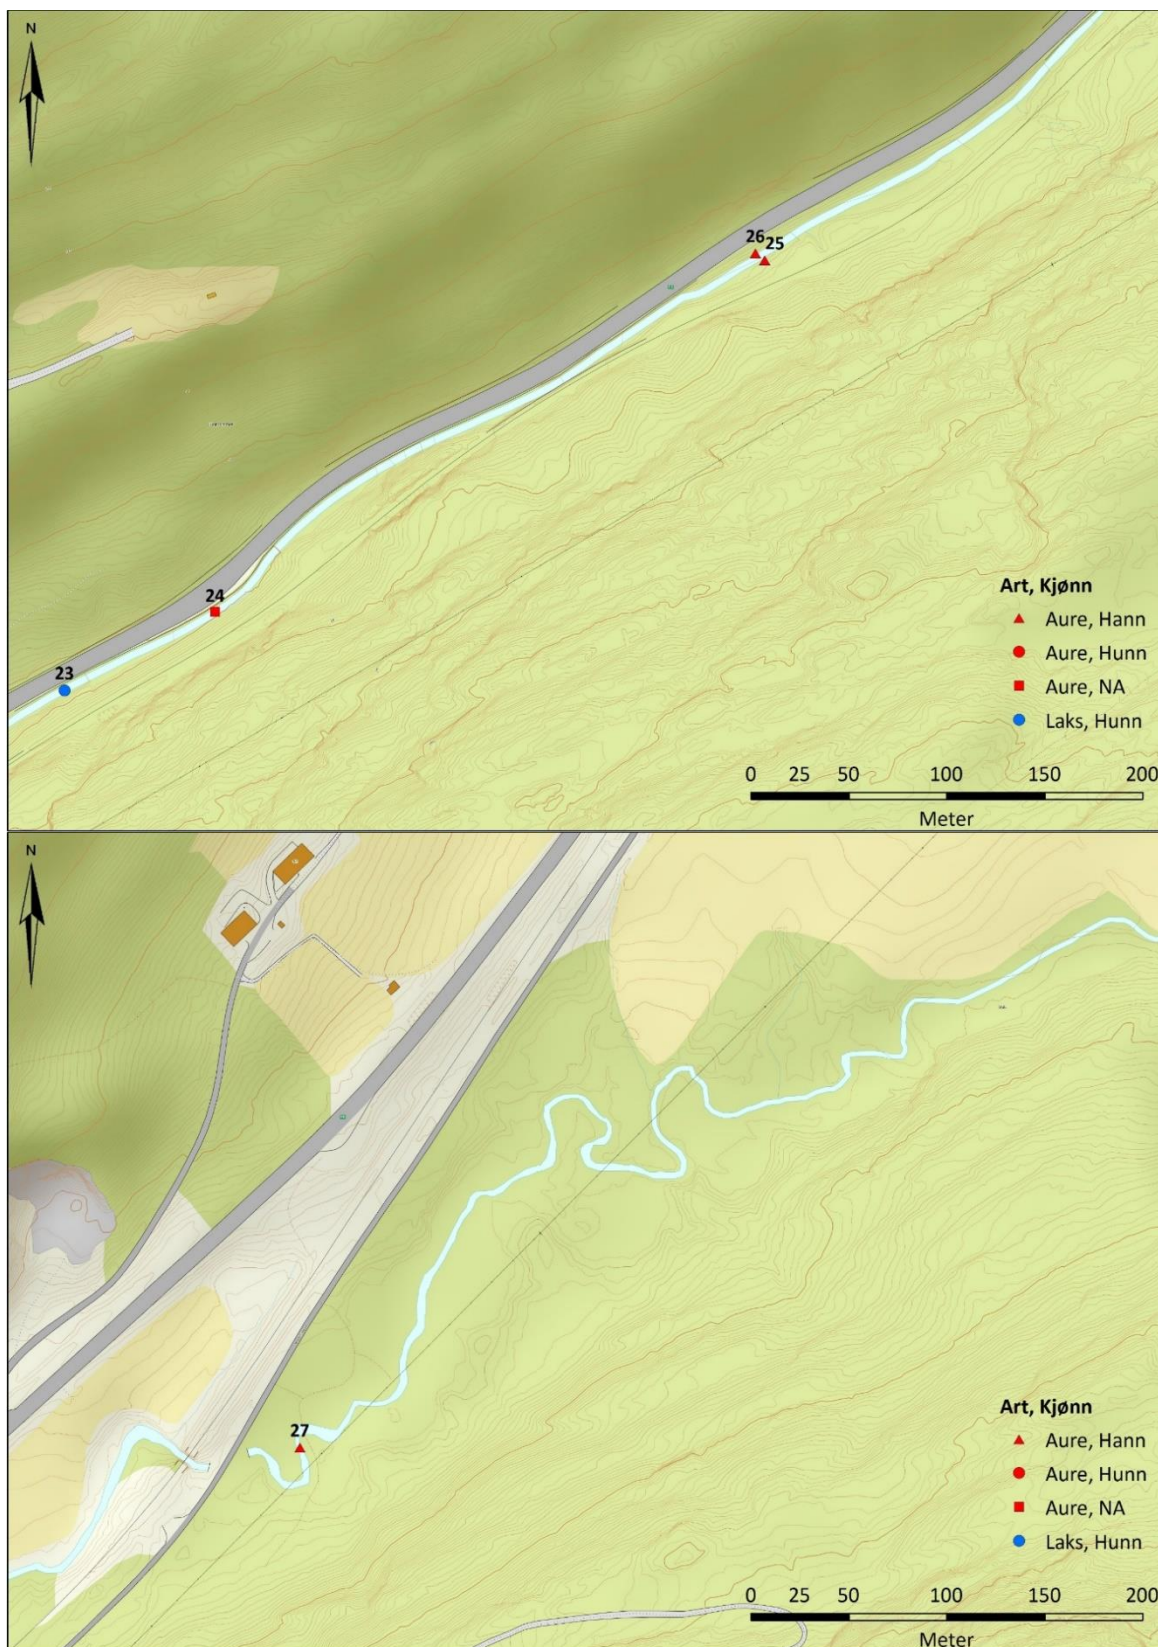 N
26
25
24
23
Art, Kjønn
Aure, Hann
Aure, Hunn
Aure, NA
Laks, Hunn
0 25 50 100 150 200
Meter
N
27
Art, Kjønn
Aure, Hann
Aure, Hunn
Aure, NA
Laks, Hunn
0 25 50 100 150 200
Meter